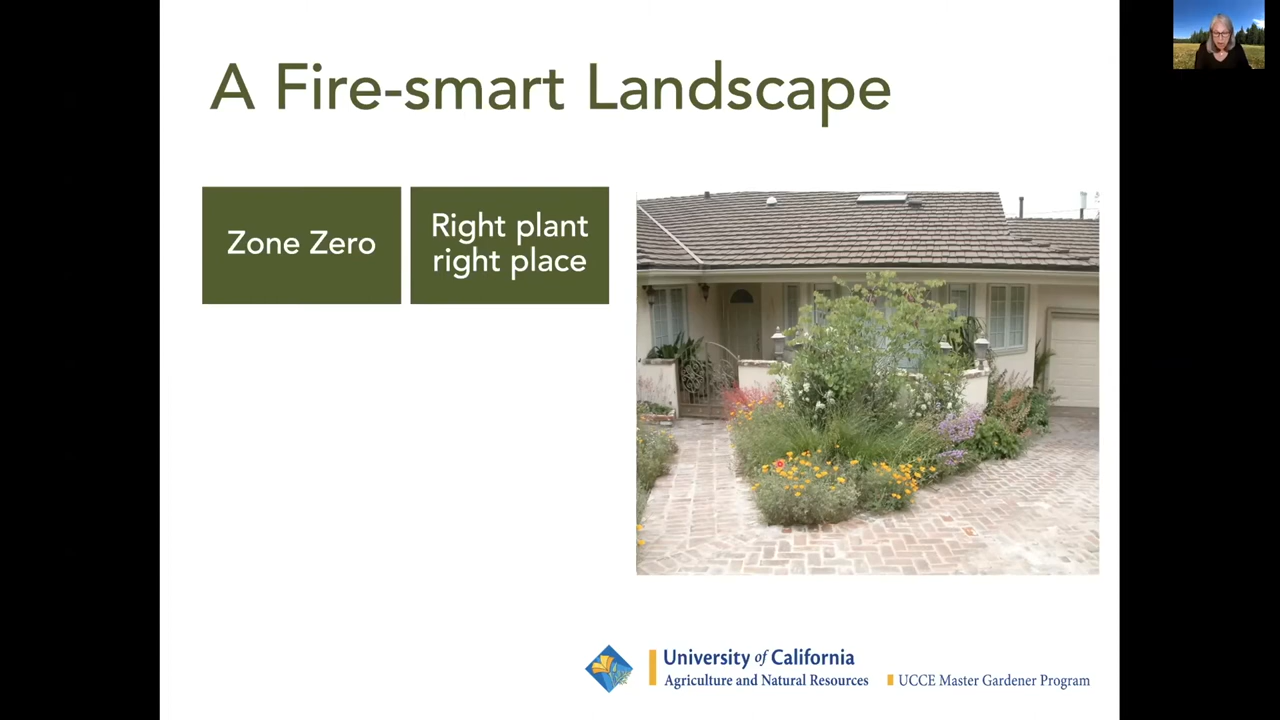 A Fire-smart Landscape
Zone Zero
Right plant
right place
University of California
Agriculture and Natural Resources
UCCE Master Gardener Program